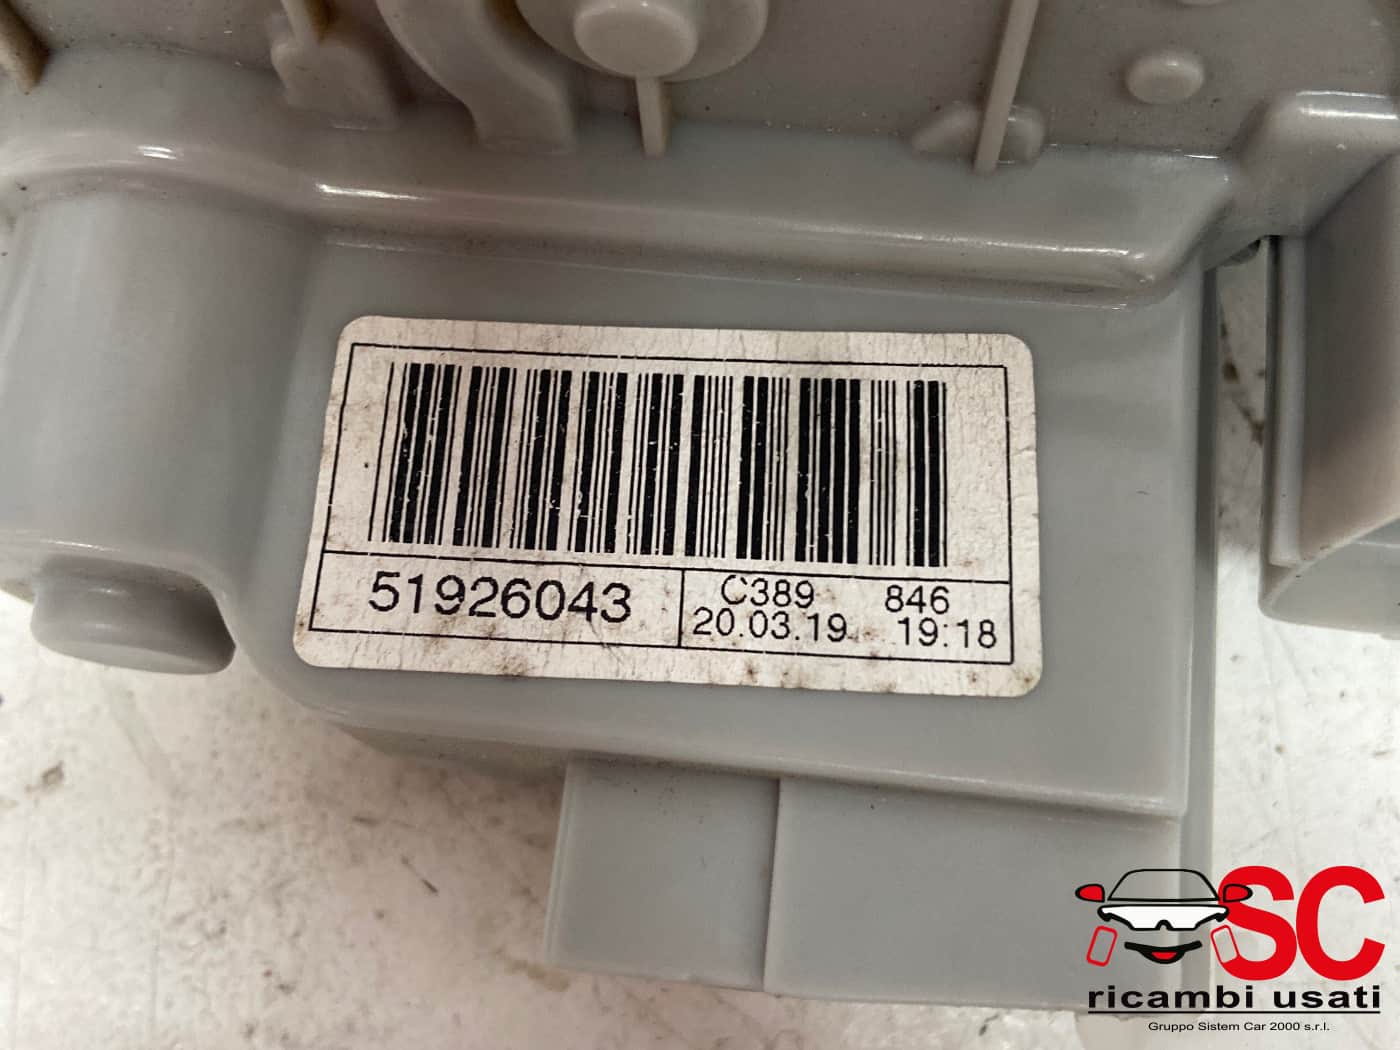 51926043
C389 846
20.03.19 19:18
SC
ricambi usati
Gruppo Sistem Car 2000 s.r.l.